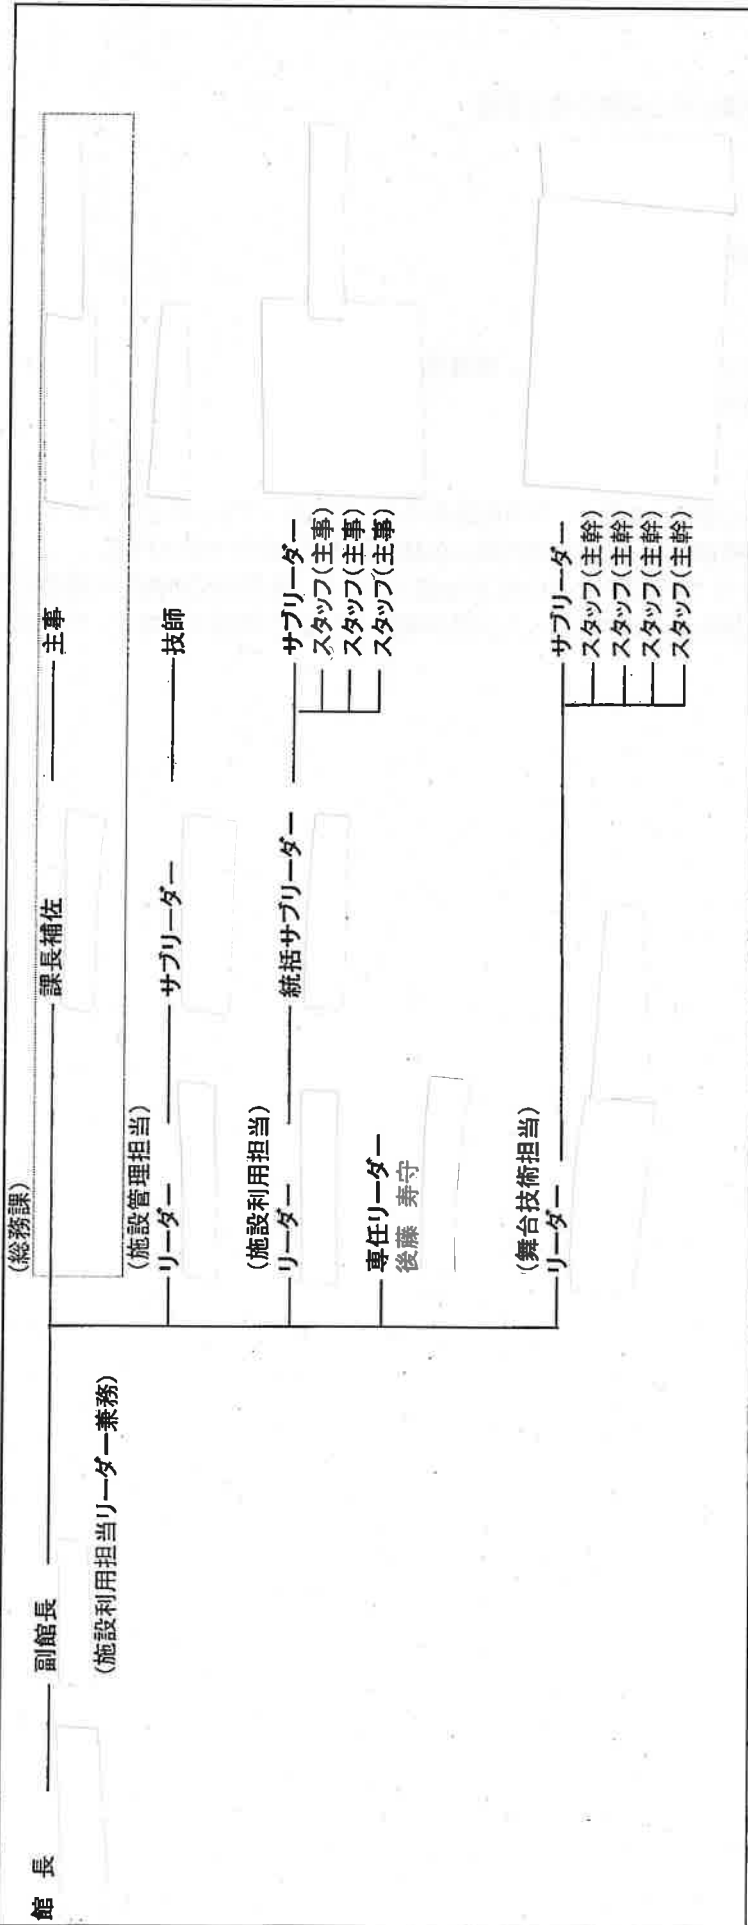 館　長
副館長
(施設利用担当リーダー兼務)
(総務課)
課長補佐
主事
(施設管理担当)
リーダー
サブリーダー
技師
(施設利用担当)
リーダー
統括サブリーダー
サブリーダー
スタッフ(主事)
スタッフ(主事)
スタッフ(主事)
専任リーダー
後藤　寿守
(舞台技術担当)
リーダー
サブリーダー
スタッフ(主幹)
スタッフ(主幹)
スタッフ(主幹)
スタッフ(主幹)